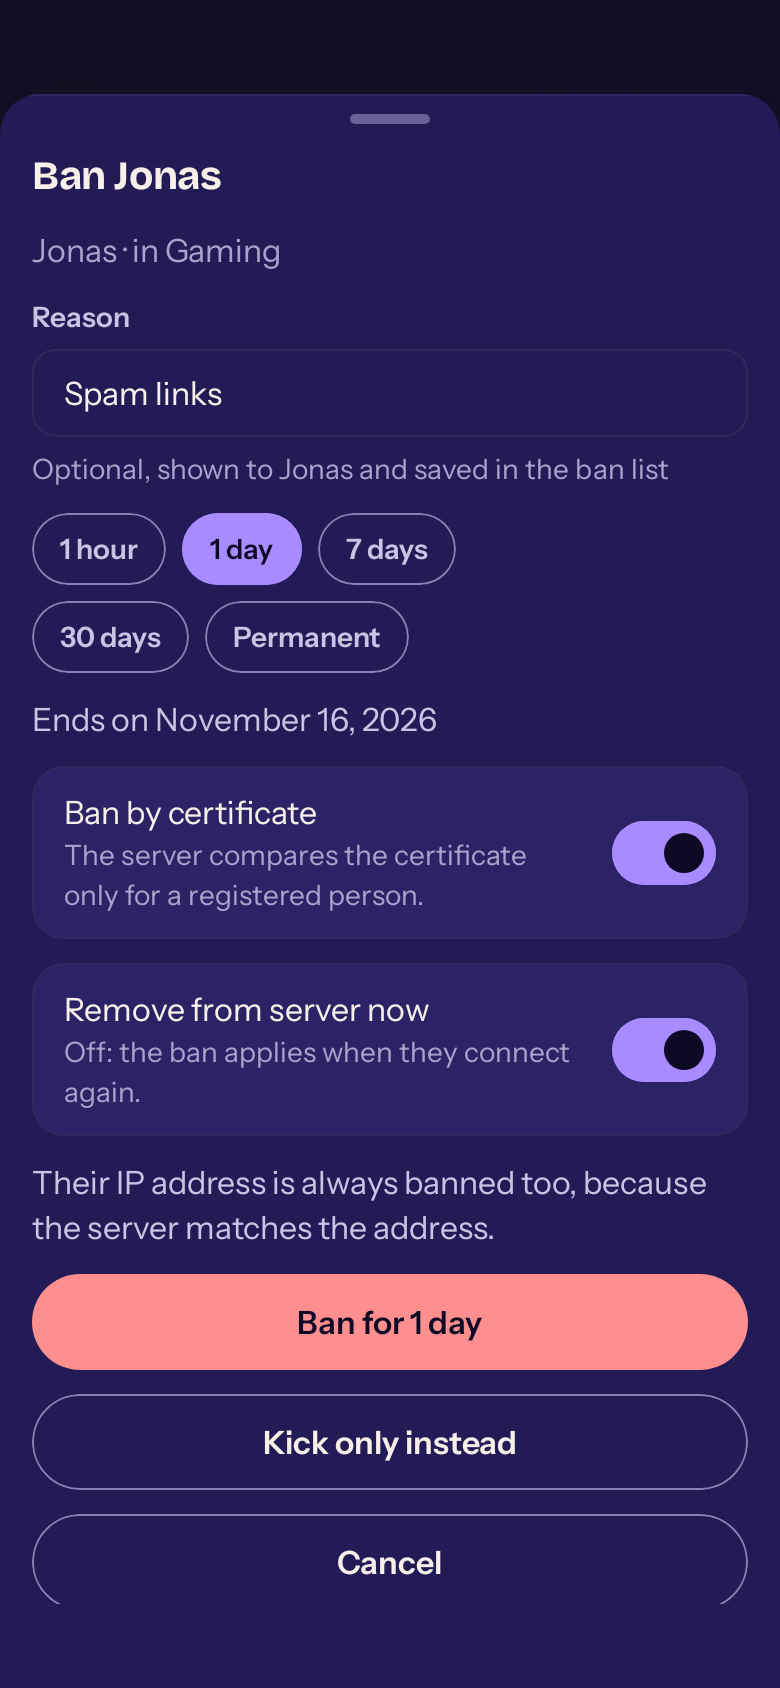 Ban Jonas
Jonas · in Gaming
Reason
Spam links
Optional, shown to Jonas and saved in the ban list
1 hour
1 day
7 days
30 days
Permanent
Ends on November 16, 2026
Ban by certificate
The server compares the certificate
only for a registered person.
Remove from server now
Off: the ban applies when they connect
again.
Their IP address is always banned too, because
the server matches the address.
Ban for 1 day
Kick only instead
Cancel